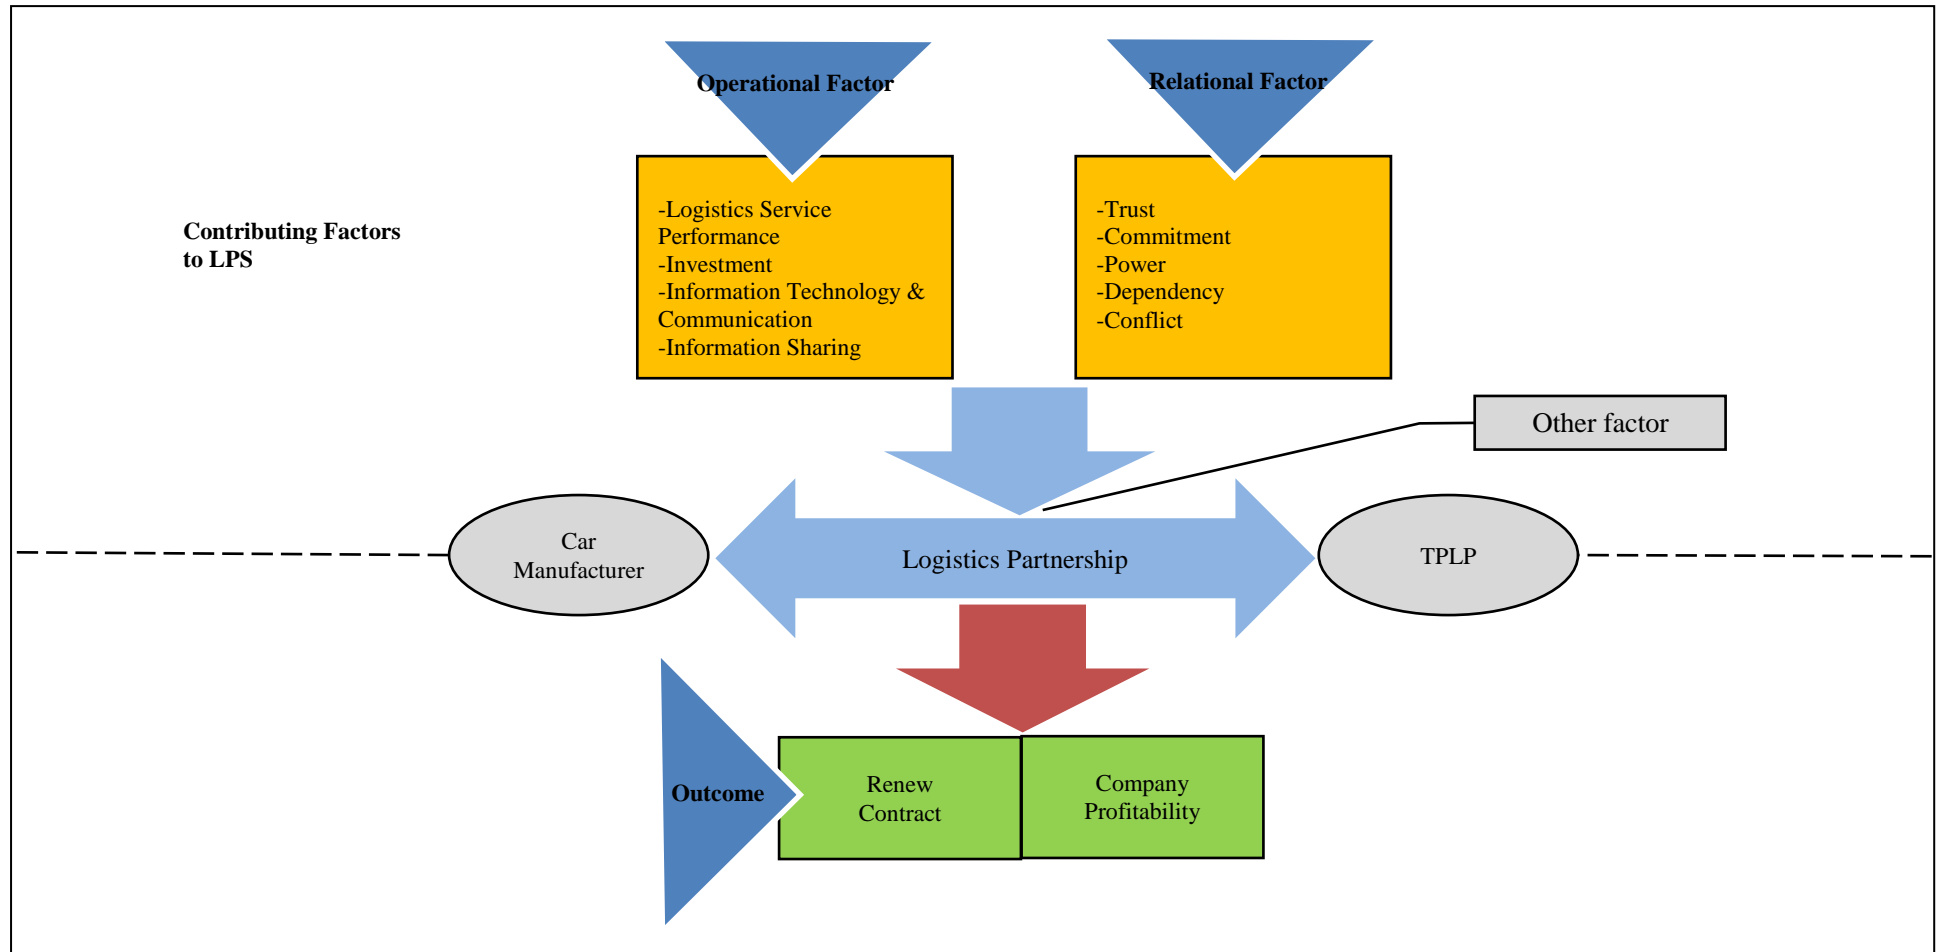 Operational Factor
Relational Factor
Contributing Factors
to LPS
-Logistics Service
Performance
-Investment
-Information Technology &
Communication
-Information Sharing
-Trust
-Commitment
-Power
-Dependency
-Conflict
Other factor
Car
Manufacturer
Logistics Partnership
TPLP
Outcome
Renew
Contract
Company
Profitability